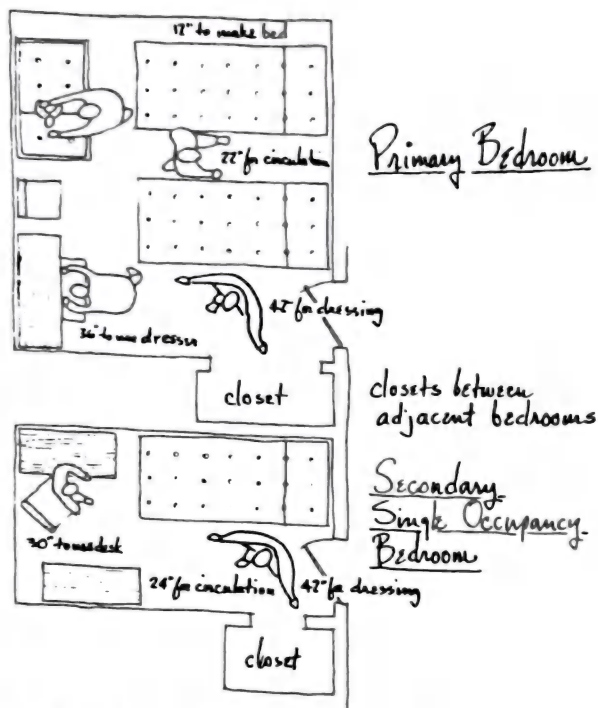 12" to make bed
22" for circulation
Primary Bedroom
42" for dressing
36" to use dresser
closet
closets between
adjacent bedrooms
Secondary
Single Occupancy
Bedroom
30" to use desk
24" for circulation
42" for dressing
closet